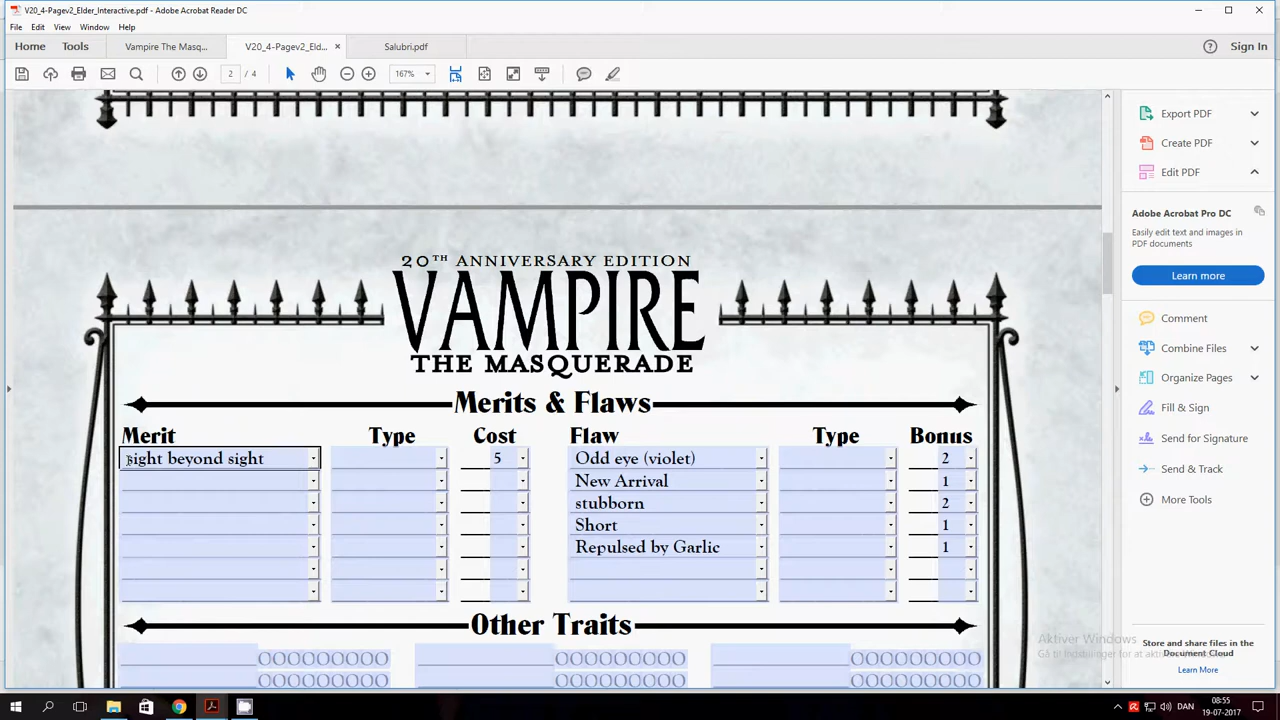 V20_4-Pagev2_Elder_Interactive.pdf - Adobe Acrobat Reader DC
File Edit View Window Help
Home Tools Vampire The Masq... V20_4-Pagev2_Eld... × Salubri.pdf Sign In
2 / 4 167%
Export PDF
Create PDF
Edit PDF
Adobe Acrobat Pro DC
Easily edit text and images in
PDF documents
Learn more
Comment
Combine Files
Organize Pages
Fill & Sign
Send for Signature
Send & Track
More Tools
Store and share files in the
Document Cloud
Learn More
20TH ANNIVERSARY EDITION
VAMPIRE
THE MASQUERADE
Merits & Flaws
Merit Type Cost Flaw Type Bonus
sight beyond sight 5 Odd eye (violet) 2
New Arrival 1
stubborn 2
Short 1
Repulsed by Garlic 1
Other Traits
Aktiver Windows
Gå til Indstillinger for at
DAN 08:55
19-07-2017